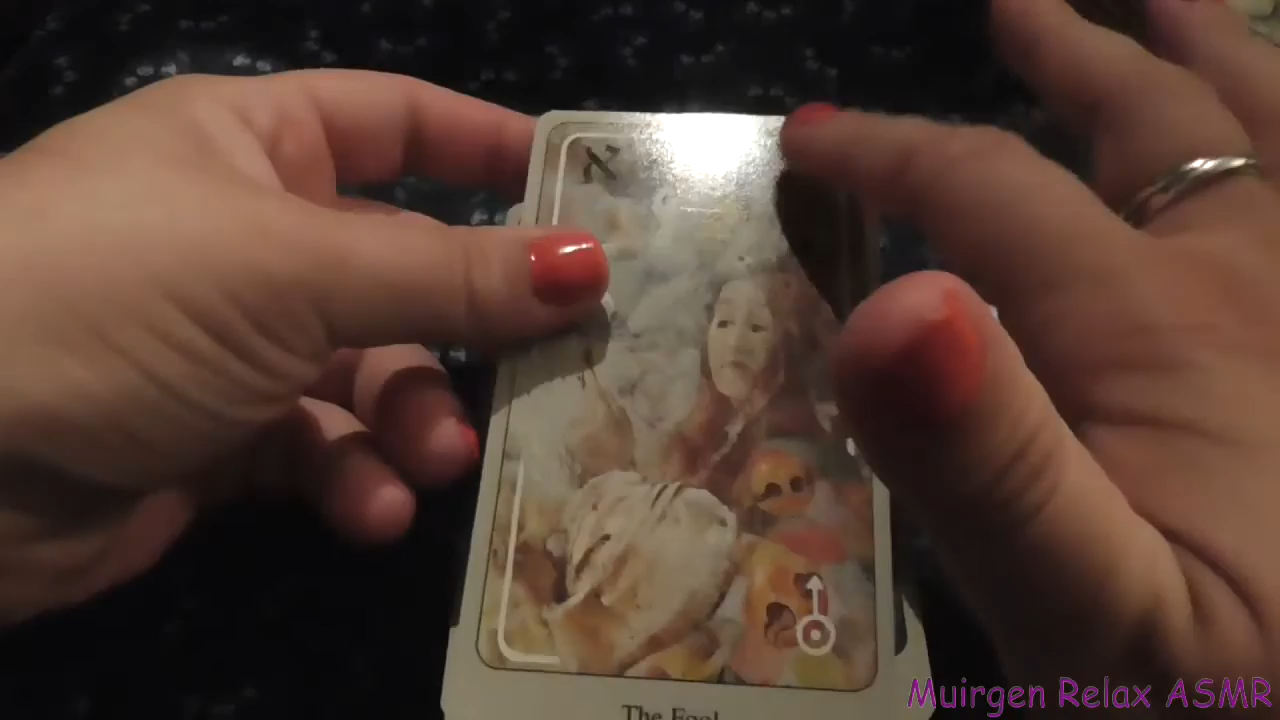 א
The Fool
Muirgen Relax ASMR